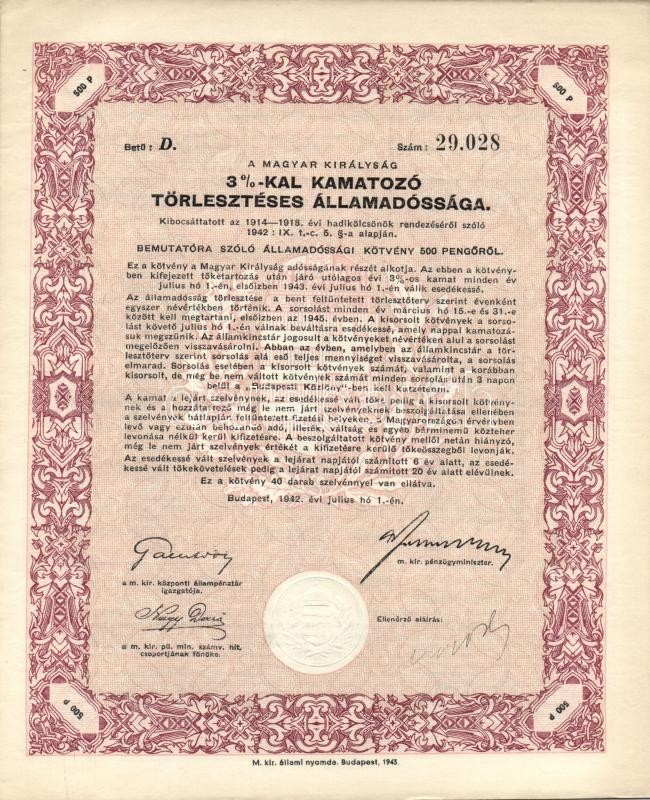 500 P
500 P
Betű: D.
Szám: 29.028
A MAGYAR KIRÁLYSÁG
3%-KAL KAMATOZÓ
TÖRLESZTÉSES ÁLLAMADÓSSÁGA.
Kibocsáttatott az 1914—1918. évi hadikölcsönök rendezéséről szóló
1942: IX. t.-c. 5. §-a alapján.
BEMUTATÓRA SZÓLÓ ÁLLAMADÓSSÁGI KÖTVÉNY 500 PENGŐRŐL.
Ez a kötvény a Magyar Királyság adósságának részét alkotja. Az ebben a kötvény-
ben kifejezett tőketartozás után járó utólagos évi 3%-os kamat minden év
július hó 1.-én, elsőizben 1943. évi július hó 1.-én válik esedékessé.
Az államadósság törlesztése a bent feltüntetett törlesztőterv szerint évenként
egyszer névértékben történik. A sorsolást minden év március hó 15.-e és 31.-e
között kell megtartani, elsőizben az 1945. évben. A kisorsolt kötvények a sorso-
lást követő július hó 1.-én válnak beváltásra esedékessé, amely nappal kamatozá-
suk megszünik. Az államkincstár jogosult a kötvényeket névértéken alul a sorsolást
megelőzően visszavásárolni. Abban az évben, amelyben az államkincstár a tör-
lesztőterv szerint sorsolás alá eső teljes mennyiséget visszavásárolta, a sorsolás
elmarad. Sorsolás esetében a kisorsolt kötvények számát, valamint a korábban
kisorsolt, de még be nem váltott kötvények számát minden sorsolás után 3 napon
belül a „Budapesti Közlöny"-ben kell közzétenni.
A kamat a lejárt szelvénynek, az esedékessé vált tőke pedig a kisorsolt kötvény-
nek és a hozzátartozó még le nem járt szelvényeknek beszolgáltatása ellenében
a szelvények hátlapján feltüntetett fizetési helyeken, a Magyarországon érvényben
levő vagy ezután behozandó adó, illeték, váltság és egyéb bárminemű közteher
levonása nélkül kerül kifizetésre. A beszolgáltatott kötvény mellől netán hiányzó,
még le nem járt szelvények értékét a kifizetésre kerülő tőkeösszegből levonják.
Az esedékessé vált szelvények a lejárat napjától számított 6 év alatt, az esedé-
kessé vált tőkekövetelések pedig a lejárat napjától számított 20 év alatt elévülnek.
Ez a kötvény 40 darab szelvénnyel van ellátva.
Budapest, 1942. évi július hó 1.-én.
a m. kir. központi állampénztár
igazgatója.
m. kir. pénzügyminiszter.
Nagy Dezső
a m. kir. pü. min. számv. hit.
csoportjának főnöke.
Ellenőrző aláírás:
500 P
500 P
M. kir. állami nyomda. Budapest, 1943.